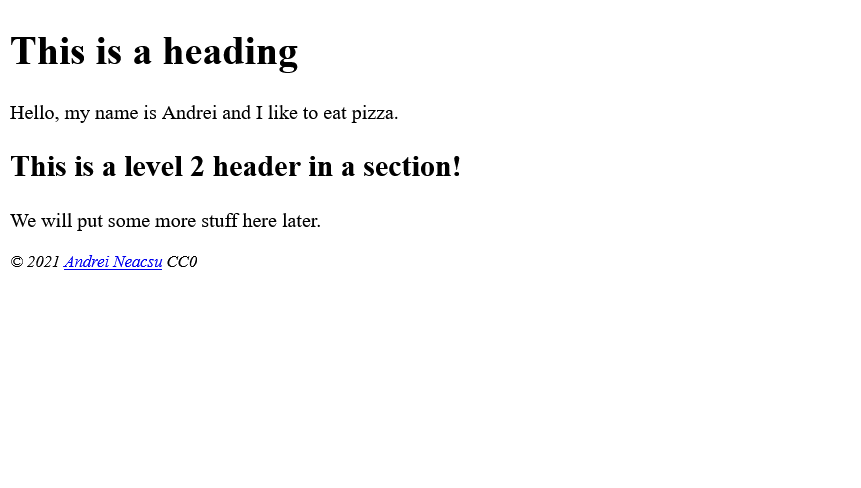 This is a heading
Hello, my name is Andrei and I like to eat pizza.
This is a level 2 header in a section!
We will put some more stuff here later.
© 2021 Andrei Neacsu CC0